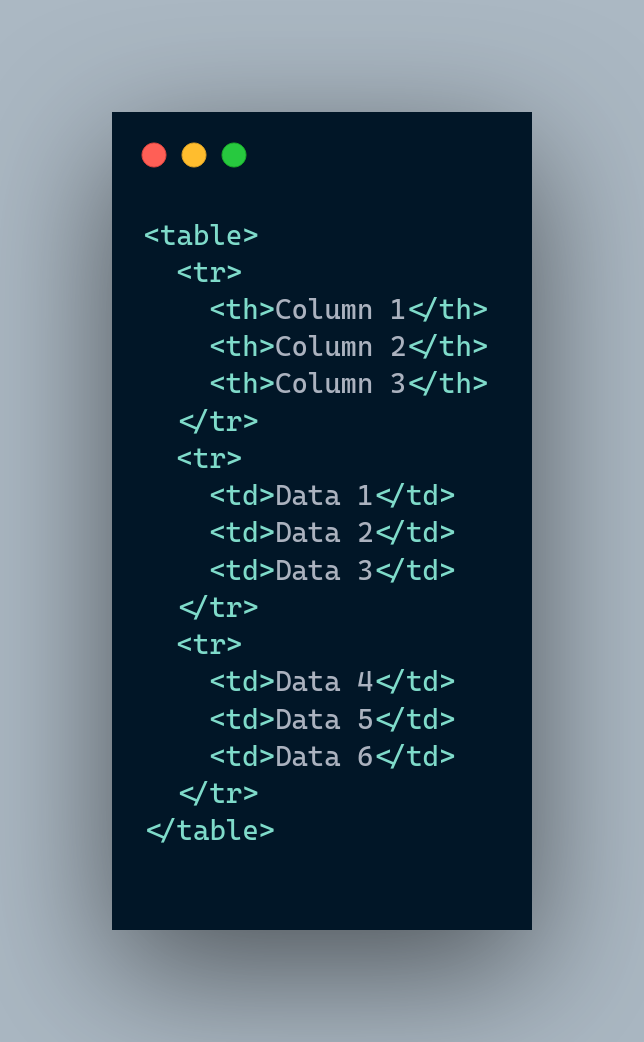 <table>
  <tr>
    <th>Column 1</th>
    <th>Column 2</th>
    <th>Column 3</th>
  </tr>
  <tr>
    <td>Data 1</td>
    <td>Data 2</td>
    <td>Data 3</td>
  </tr>
  <tr>
    <td>Data 4</td>
    <td>Data 5</td>
    <td>Data 6</td>
  </tr>
</table>